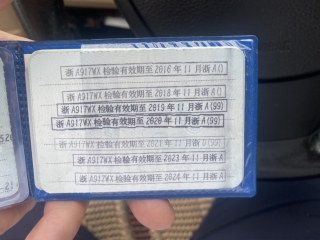 浙A917WX 检验有效期至2016年11月浙A()
浙A917WX 检验有效期至2018年11月浙A()
浙A917WX 检验有效期至2019年11月浙A(99)
浙A917WX 检验有效期至2020年11月浙A(99)
浙A917WX 检验有效期至2021年11月浙 (99)
浙A917WX 检验有效期至2023年11月浙A
浙A917WX 检验有效期至2024年11月浙A